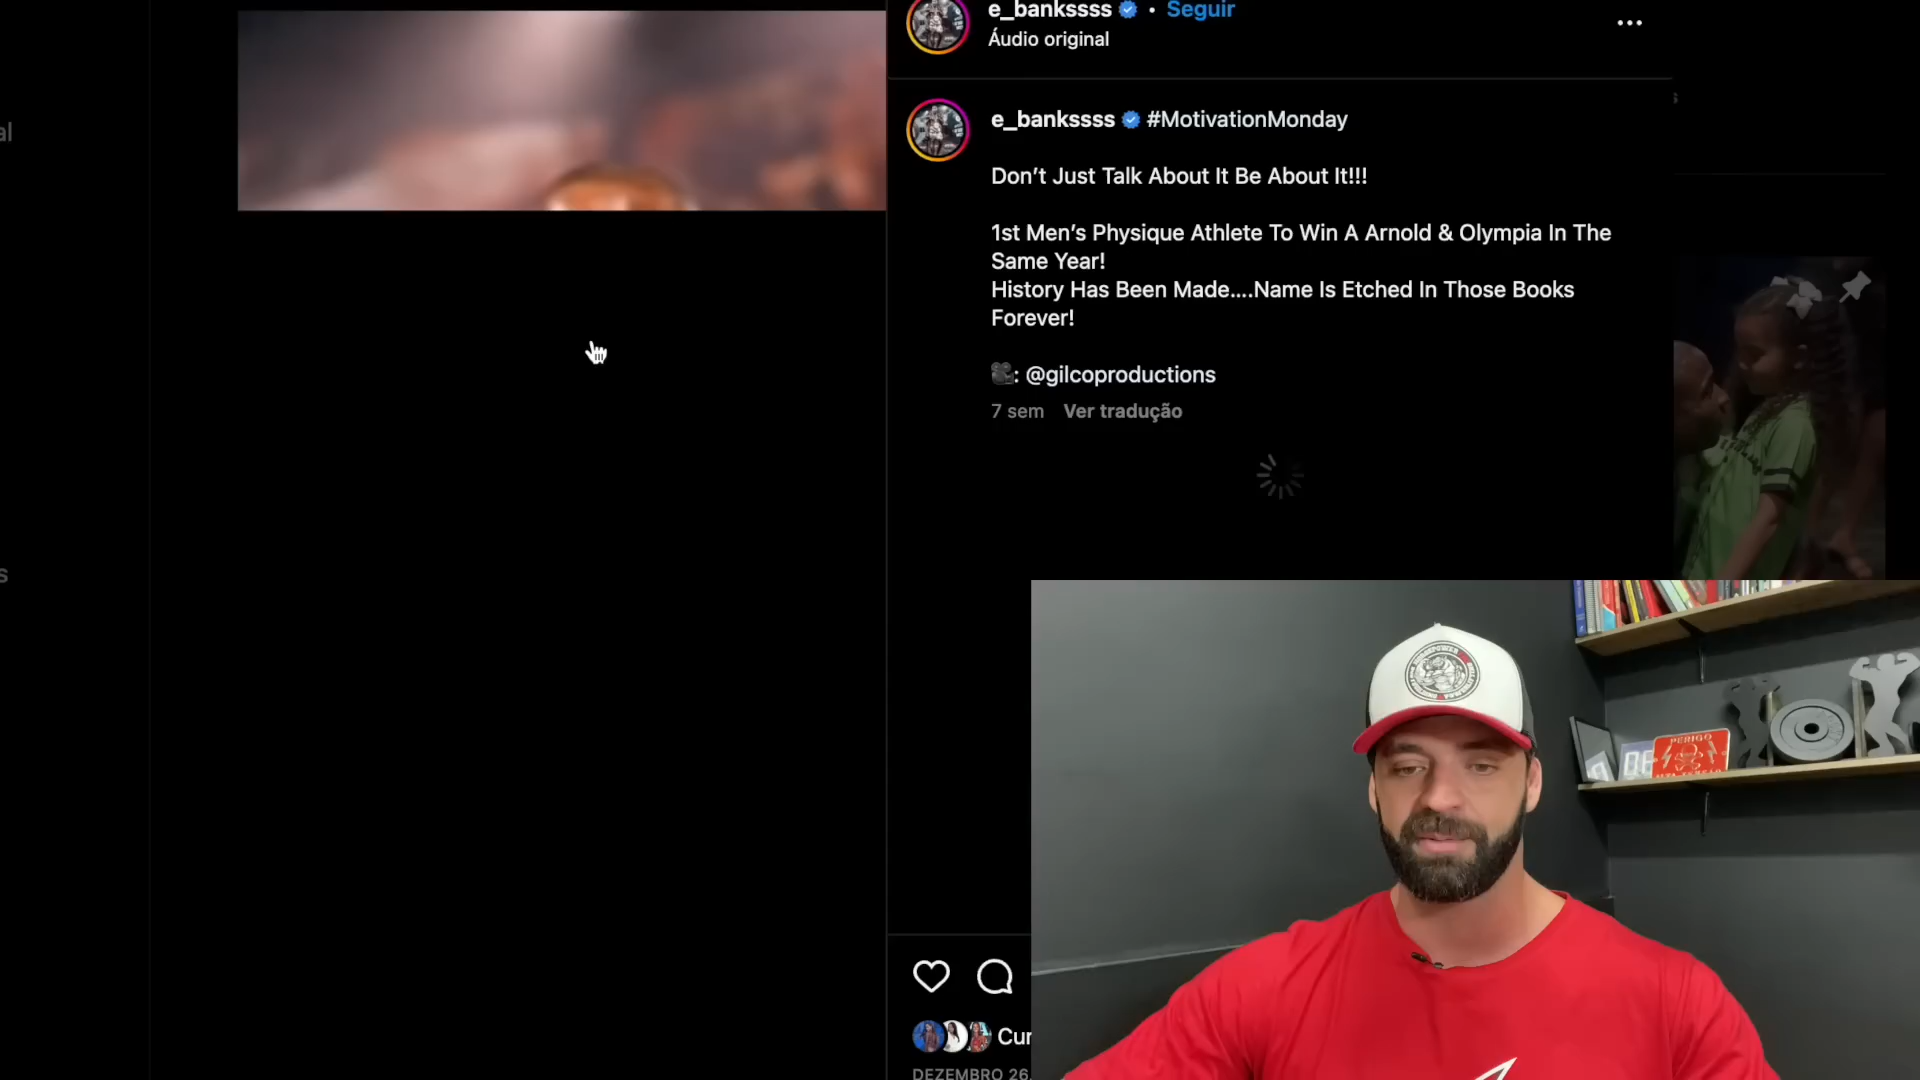 e_bankssss • Seguir
Áudio original
e_bankssss #MotivationMonday
Don’t Just Talk About It Be About It!!!
1st Men’s Physique Athlete To Win A Arnold & Olympia In The
Same Year!
History Has Been Made....Name Is Etched In Those Books
Forever!
: @gilcoproductions
7 sem Ver tradução
al
s
s
Cur
DEZEMBRO 26,
PERIGO